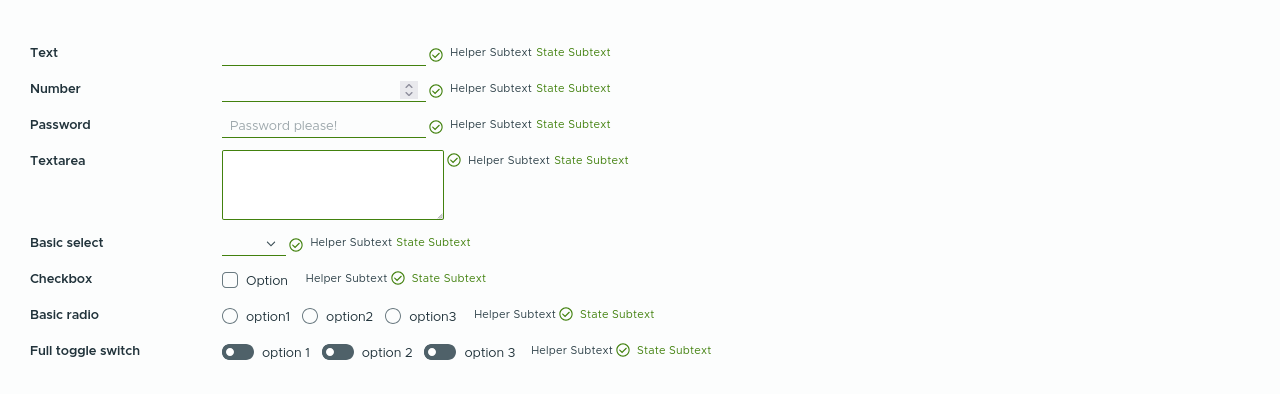 Text Helper Subtext State Subtext
Number Helper Subtext State Subtext
Password Password please! Helper Subtext State Subtext
Textarea Helper Subtext State Subtext
Basic select Helper Subtext State Subtext
Checkbox Option Helper Subtext State Subtext
Basic radio option1 option2 option3 Helper Subtext State Subtext
Full toggle switch option 1 option 2 option 3 Helper Subtext State Subtext